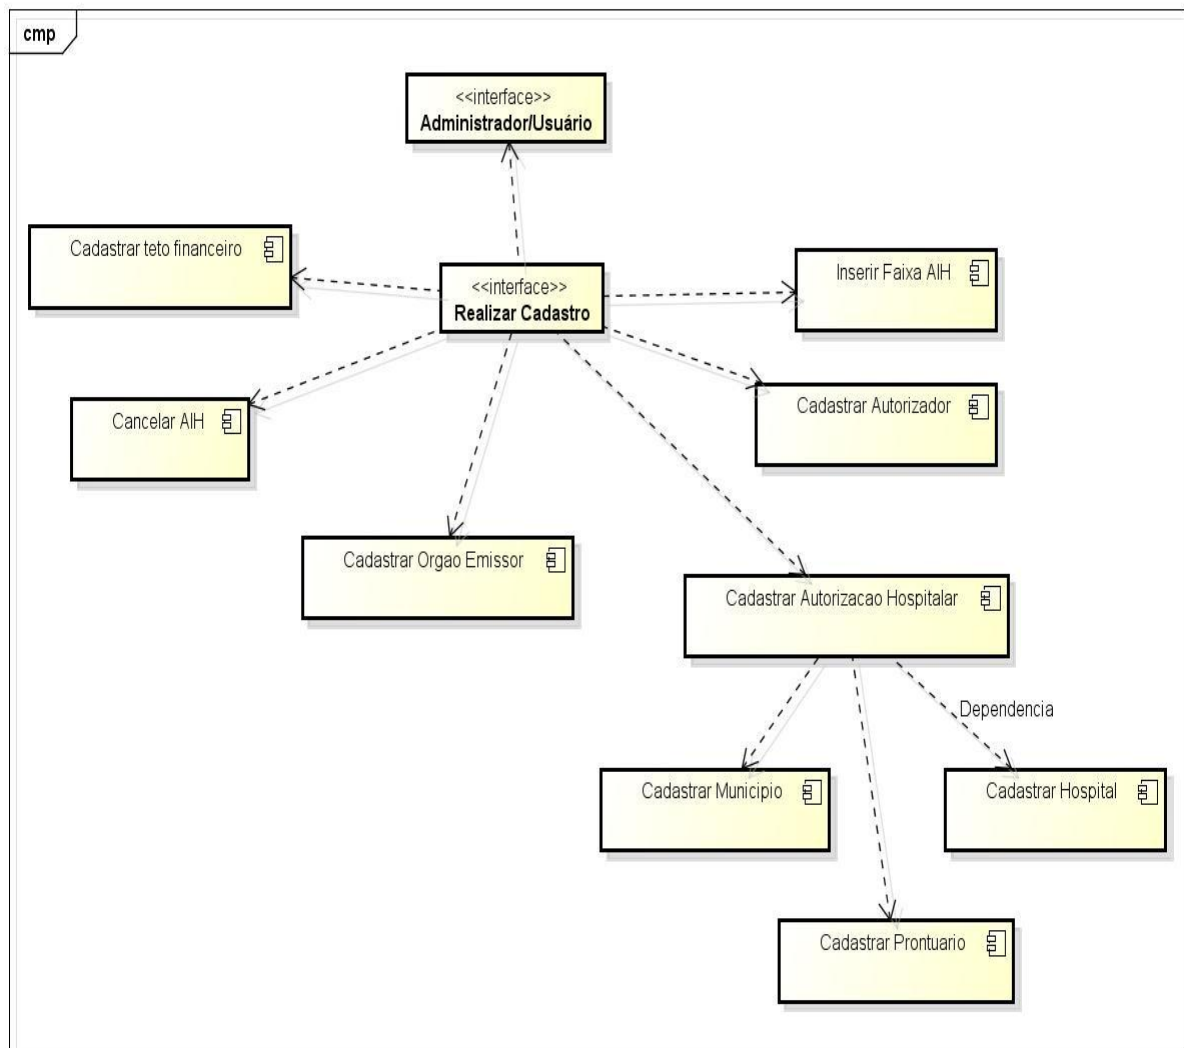 cmp
<<interface>>
Administrador/Usuário
Cadastrar teto financeiro
<<interface>>
Realizar Cadastro
Inserir Faixa AIH
Cancelar AIH
Cadastrar Autorizador
Cadastrar Orgao Emissor
Cadastrar Autorizacao Hospitalar
Dependencia
Cadastrar Municipio
Cadastrar Hospital
Cadastrar Prontuario